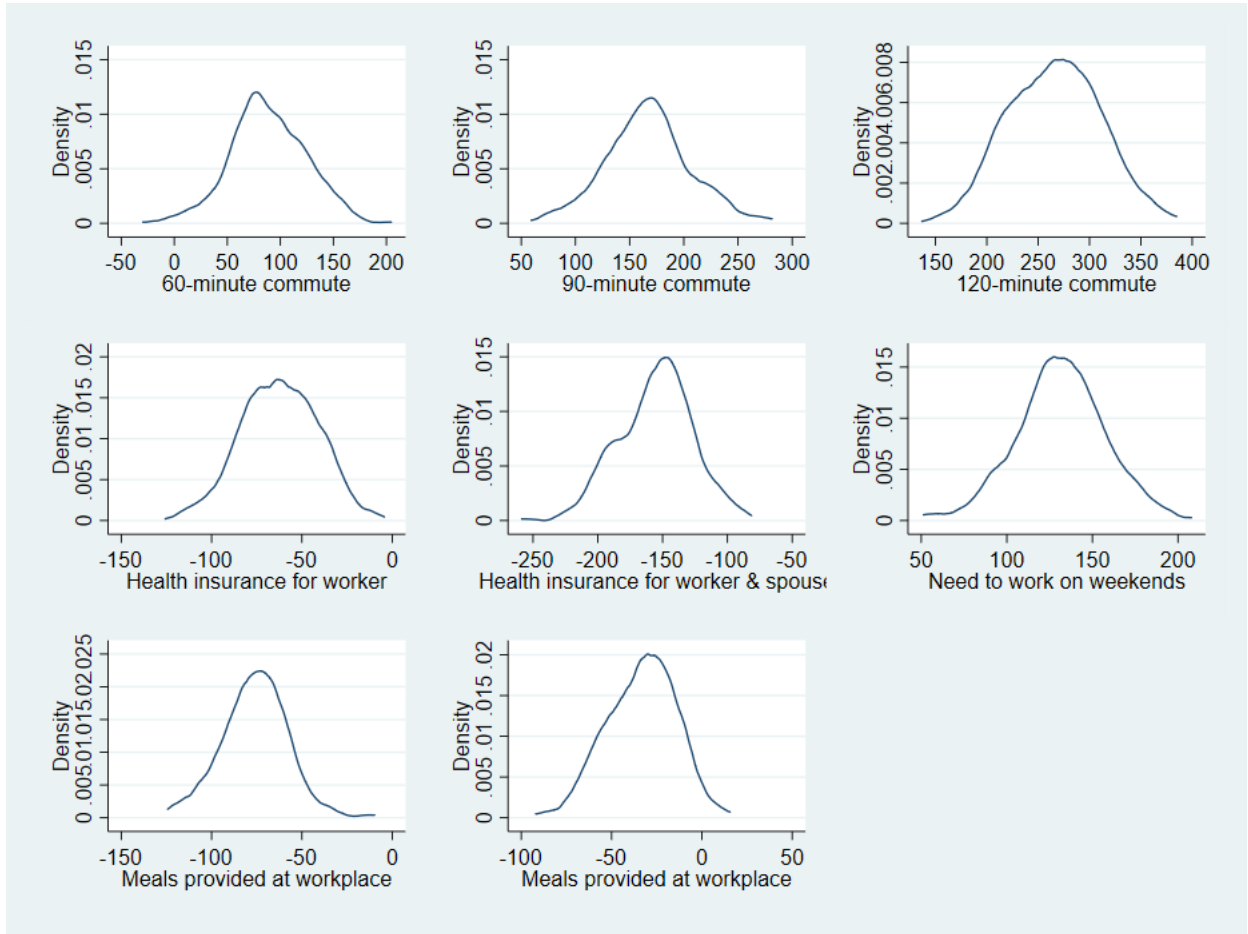 Density
0 .005 .01 .015
-50 0 50 100 150 200
60-minute commute
Density
0 .005 .01 .015
50 100 150 200 250 300
90-minute commute
Density
0 .002 .004 .006 .008
150 200 250 300 350 400
120-minute commute
Density
0 .005 .01 .015 .02
-150 -100 -50 0
Health insurance for worker
Density
0 .005 .01 .015
-250 -200 -150 -100 -50
Health insurance for worker & spouse
Density
0 .005 .01 .015
50 100 150 200
Need to work on weekends
Density
0 .005 .01 .015 .02 .025
-150 -100 -50 0
Meals provided at workplace
Density
0 .005 .01 .015 .02
-100 -50 0 50
Meals provided at workplace